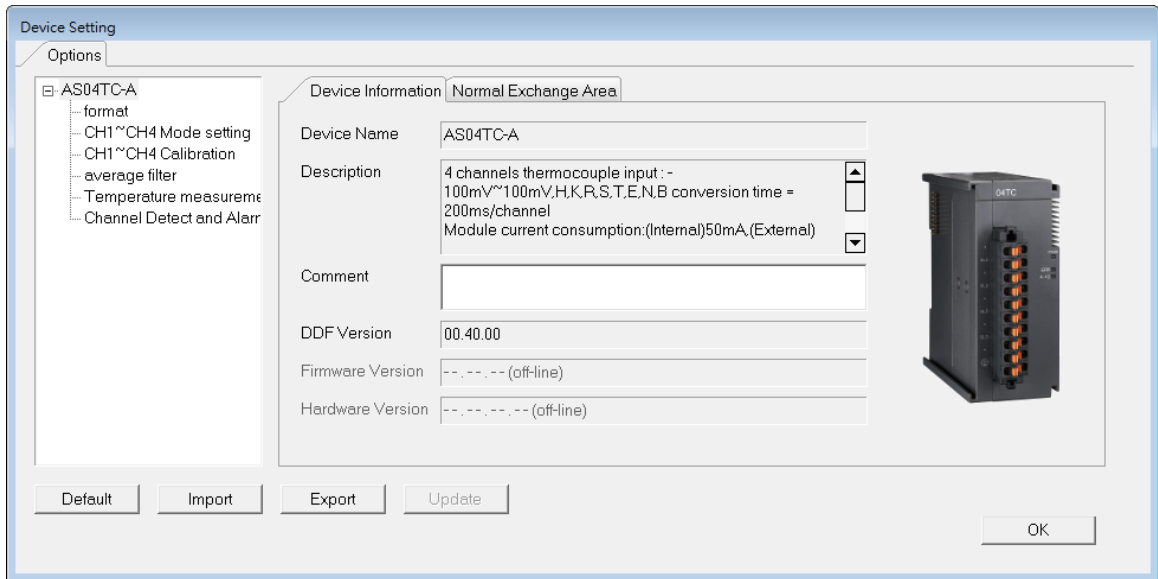 Device Setting
Options
AS04TC-A
format
CH1~CH4 Mode setting
CH1~CH4 Calibration
average filter
Temperature measureme
Channel Detect and Alarr
Device Information
Normal Exchange Area
Device Name
AS04TC-A
Description
4 channels thermocouple input : -
100mV~100mV,H,K,R,S,T,E,N,B conversion time =
200ms/channel
Module current consumption:(Internal)50mA,(External)
Comment
DDF Version
00.40.00
Firmware Version
--.--.-- (off-line)
Hardware Version
--.--.--.-- (off-line)
04TC
Default
Import
Export
Update
OK